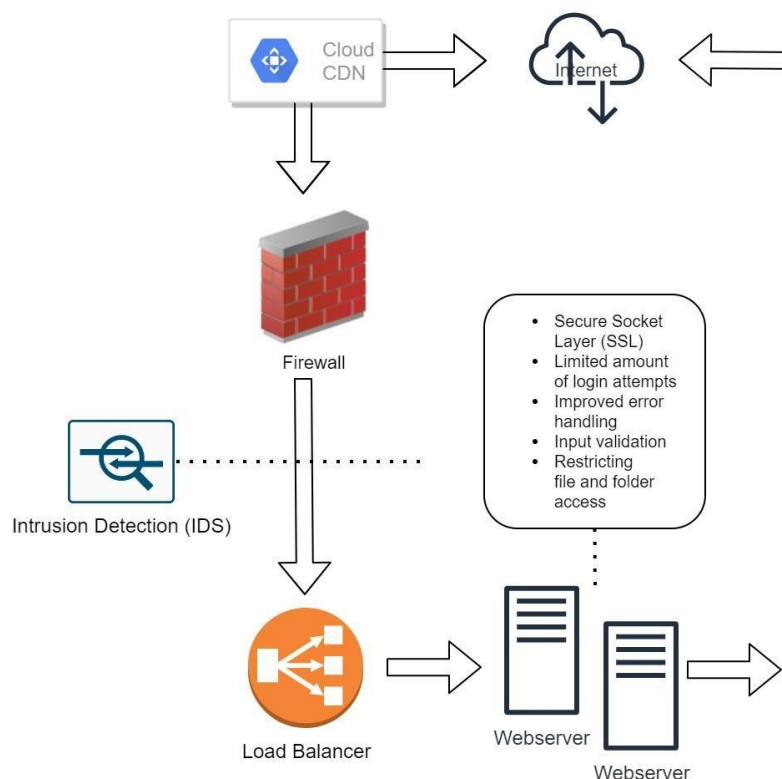 Cloud
CDN
Internet
Firewall
• Secure Socket
Layer (SSL)
• Limited amount
of login attempts
• Improved error
handling
• Input validation
• Restricting
file and folder
access
Intrusion Detection (IDS)
Load Balancer
Webserver
Webserver